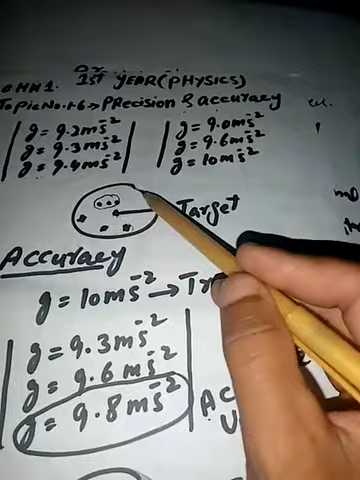 1st YEAR (PHYSICS)
Topic No 1.6 → PRecision & accuracy
g = 9.2ms⁻²
g = 9.3ms⁻²
g = 9.4ms⁻²
g = 9.0ms⁻²
g = 9.6ms⁻²
g = 10ms⁻²
Target
Accuracy
g = 10ms⁻² →
g = 9.3ms⁻²
g = 9.6ms⁻²
g = 9.8ms⁻²